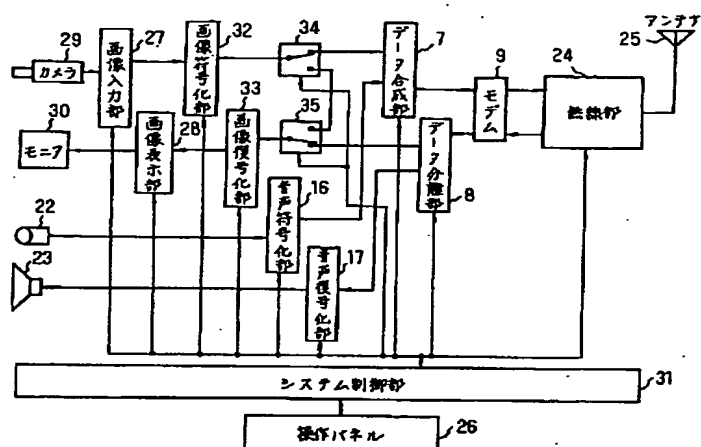 アンテナ
29
27
32
34
7
9
24
25
カメラ
画像入力部
画像符号化部
データ合成部
モデム
無線部
30
28
33
35
モニア
画像表示部
画像復号化部
データ分離部
8
22
16
音声符号化部
23
17
音声復号化部
システム制御部
31
操作パネル
26